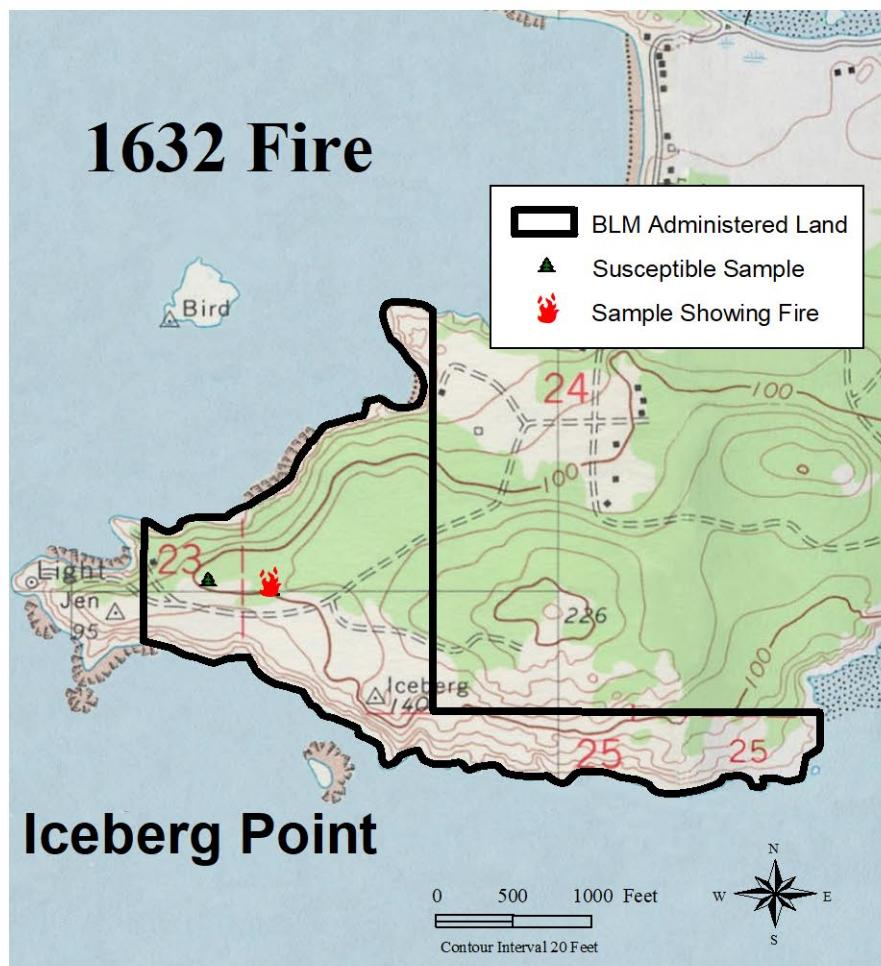 1632 Fire
BLM Administered Land
Susceptible Sample
Sample Showing Fire
Bird
24
100
100
23
Light
Jen
95
226
100
Iceberg
140
25
25
Iceberg Point
N
W
E
S
0 500 1000 Feet
Contour Interval 20 Feet